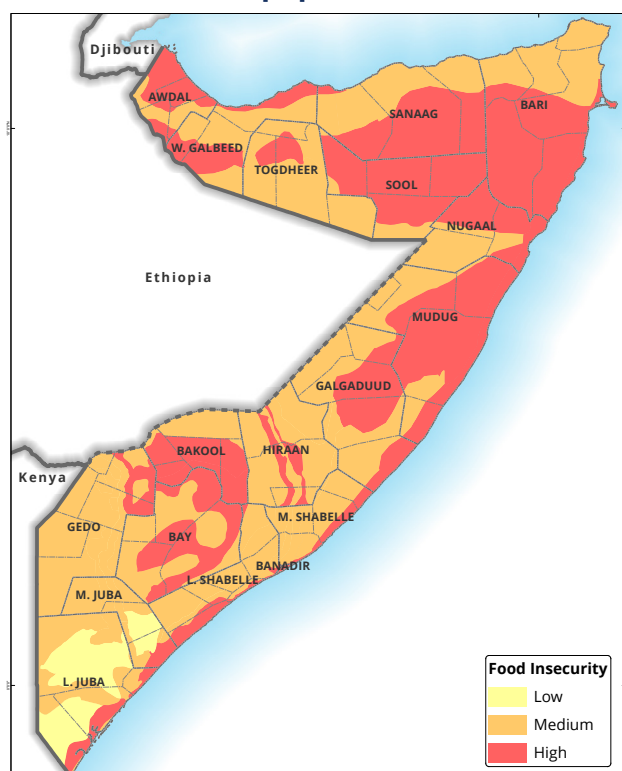 Djibouti
AWDAL
SANAAG
BARI
W. GALBEED
TOGDHEER
SOOL
NUGAAL
Ethiopia
MUDUG
GALGADUUD
BAKOOL
HIRAAN
Kenya
M. SHABELLE
GEDO
BAY
BANADIR
L. SHABELLE
M. JUBA
L. JUBA
Food Insecurity
Low
Medium
High